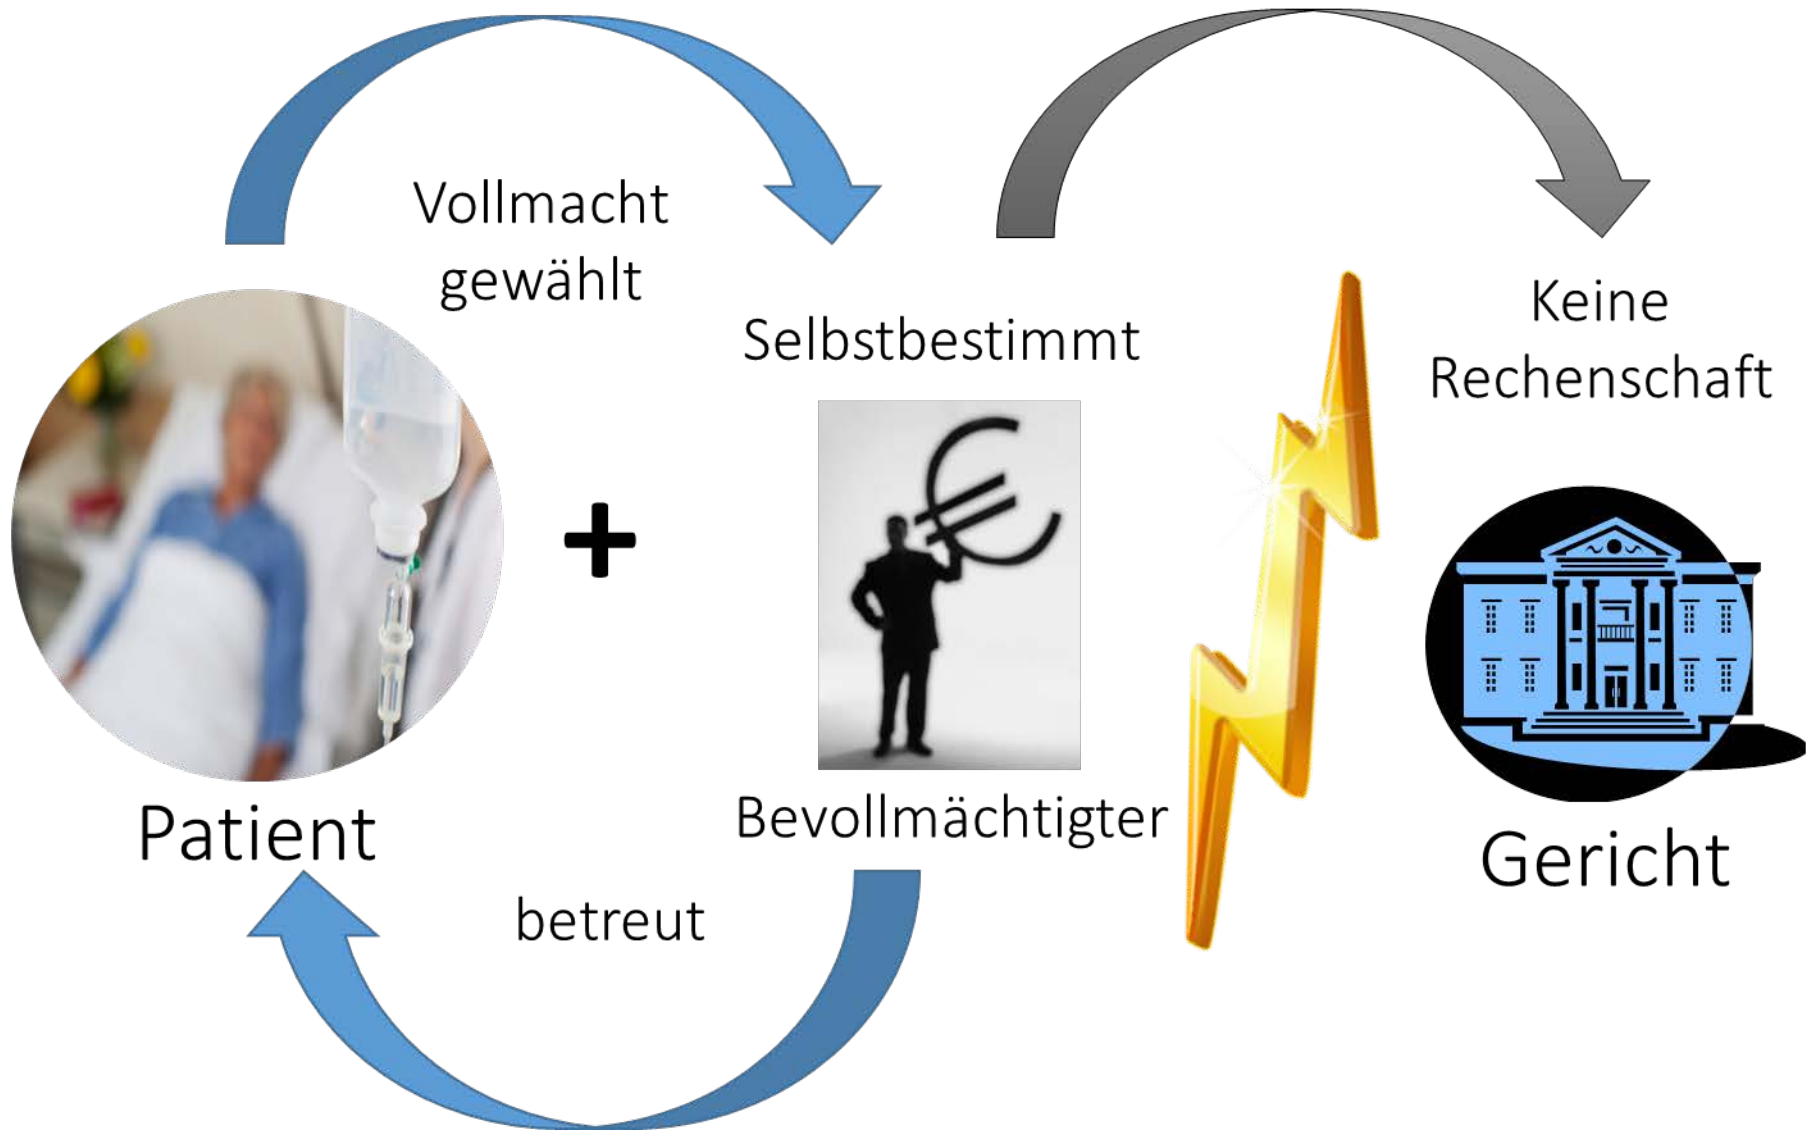 Vollmacht
gewählt
Selbstbestimmt
Keine
Rechenschaft
+
Patient
Bevollmächtigter
Gericht
betreut